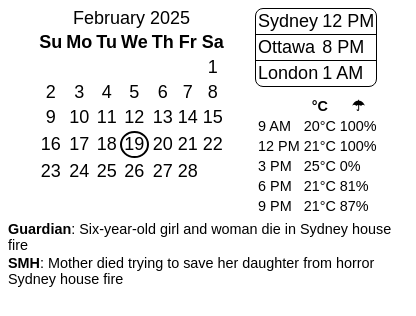 February 2025
Su Mo Tu We Th Fr Sa
1
2 3 4 5 6 7 8
9 10 11 12 13 14 15
16 17 18 19 20 21 22
23 24 25 26 27 28
Sydney 12 PM
Ottawa 8 PM
London 1 AM
°C ☂
9 AM 20°C 100%
12 PM 21°C 100%
3 PM 25°C 0%
6 PM 21°C 81%
9 PM 21°C 87%
Guardian: Six-year-old girl and woman die in Sydney house
fire
SMH: Mother died trying to save her daughter from horror
Sydney house fire